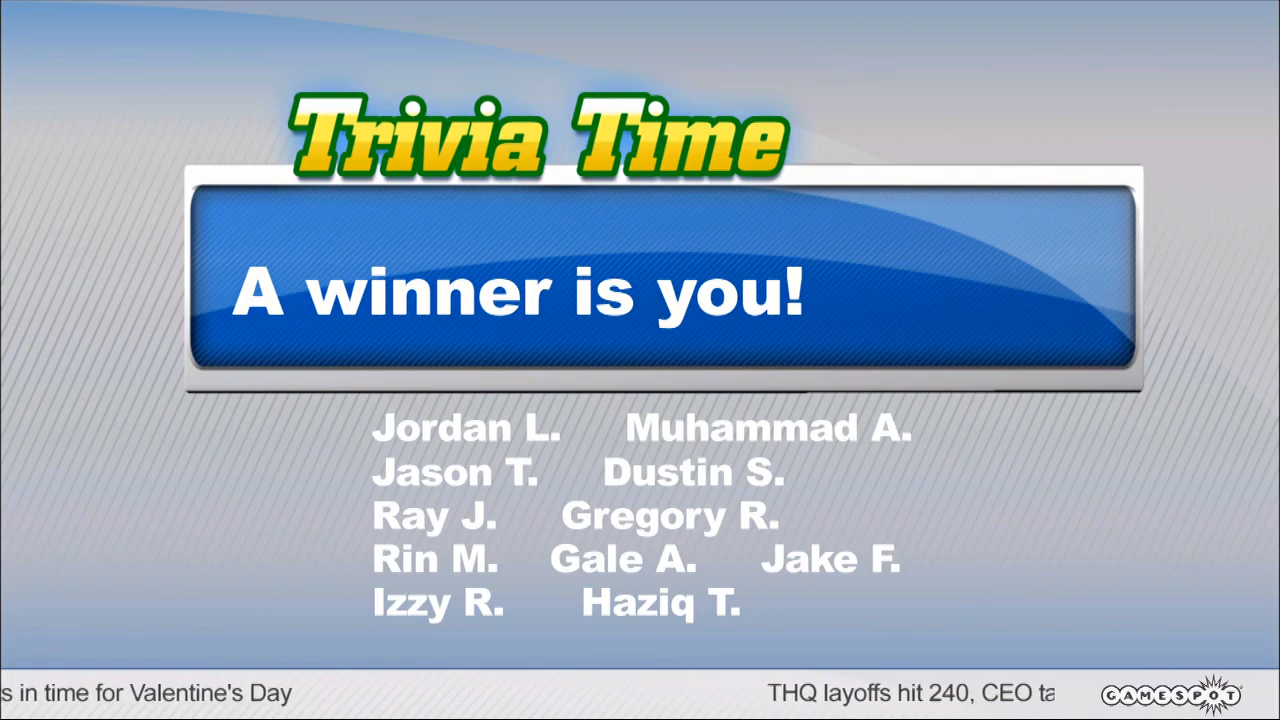 Trivia Time
A winner is you!
Jordan L. Muhammad A.
Jason T. Dustin S.
Ray J. Gregory R.
Rin M. Gale A. Jake F.
Izzy R. Haziq T.
s in time for Valentine's Day THQ layoffs hit 240, CEO ta GAMESPOT